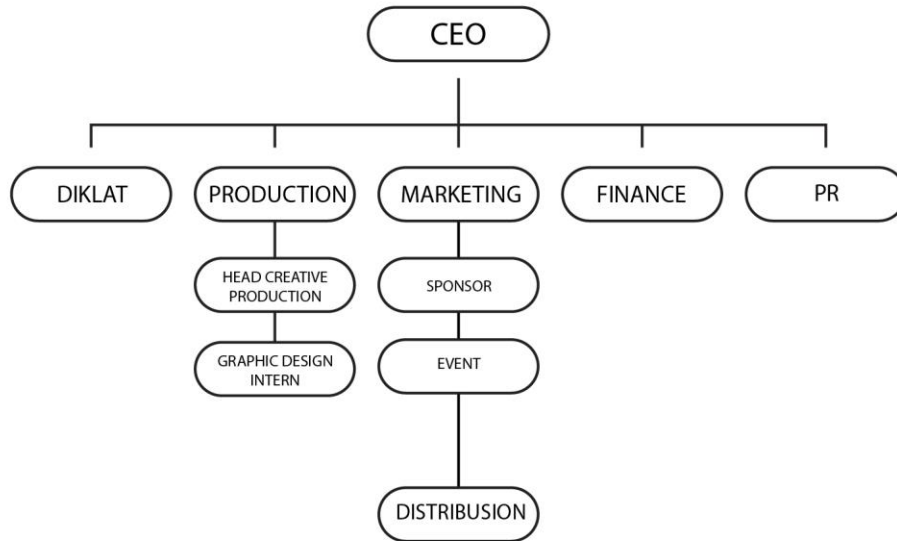 CEO
DIKLAT
PRODUCTION
MARKETING
FINANCE
PR
HEAD CREATIVE
PRODUCTION
SPONSOR
GRAPHIC DESIGN
INTERN
EVENT
DISTRIBUSION